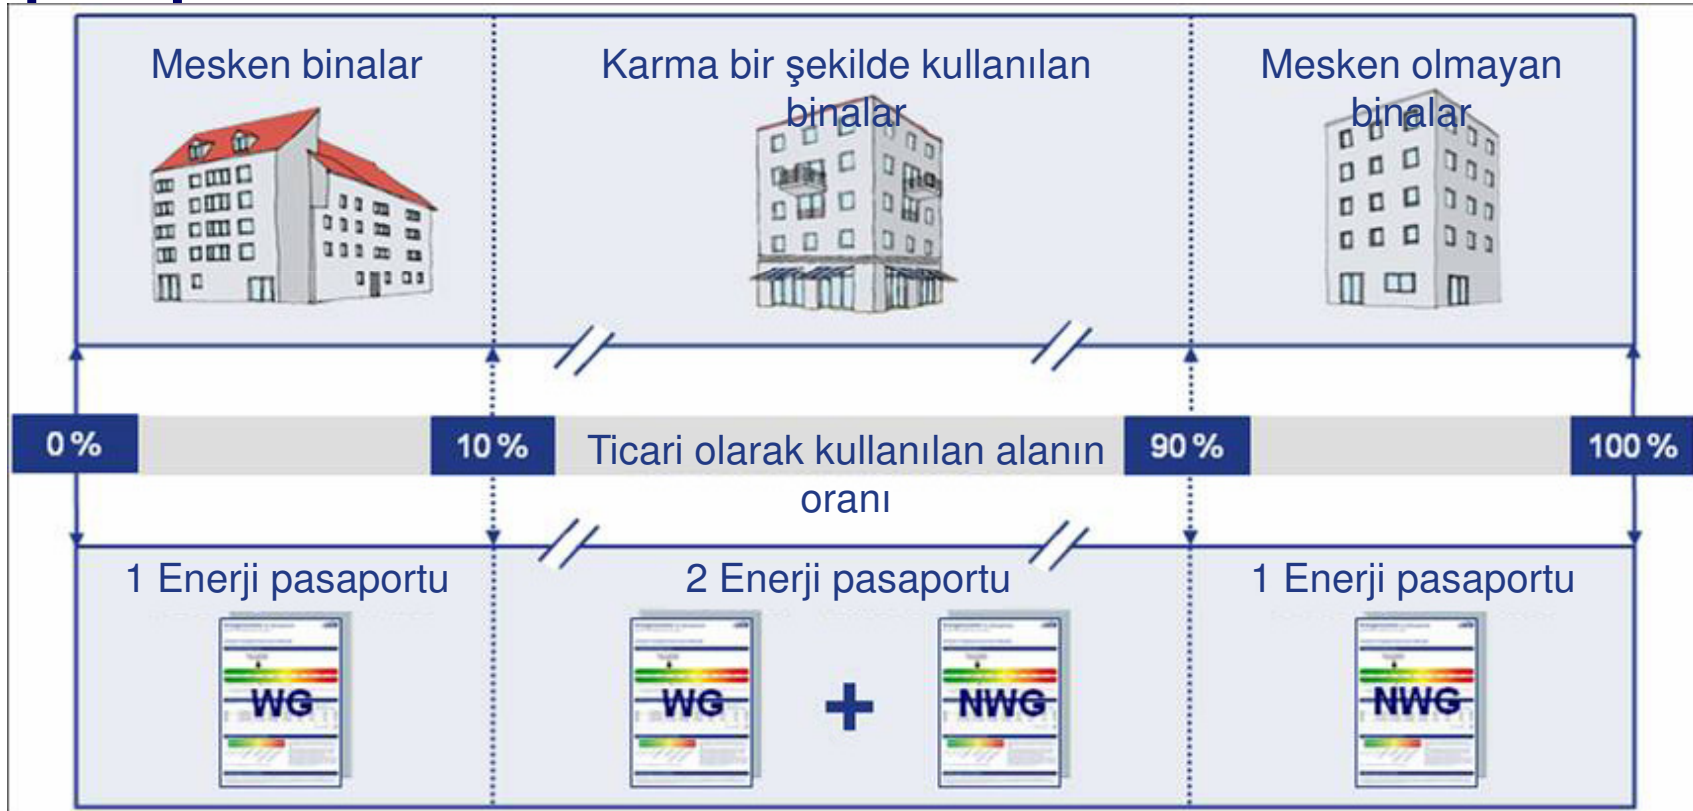 Mesken binalar
Karma bir şekilde kullanılan
binalar
Mesken olmayan
binalar
0 %
10 %
Ticari olarak kullanılan alanın
oranı
90 %
100 %
1 Enerji pasaportu
2 Enerji pasaportu
1 Enerji pasaportu
WG
WG
+
NWG
NWG